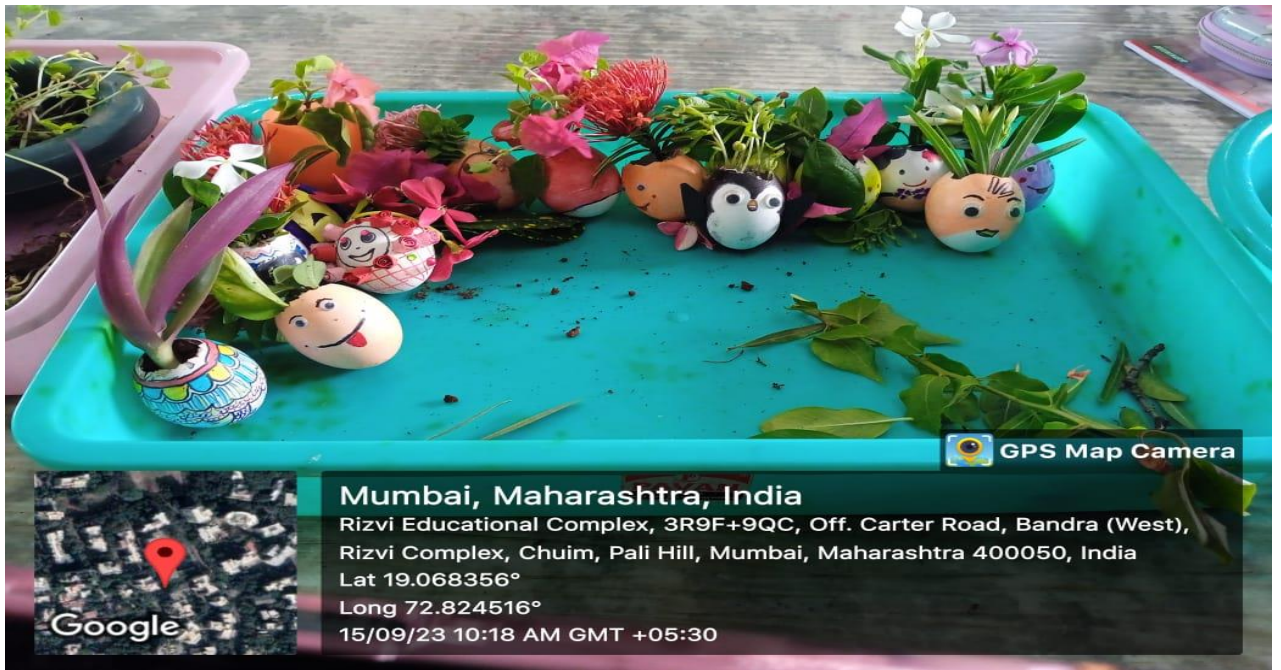 GPS Map Camera
Mumbai, Maharashtra, India
Rizvi Educational Complex, 3R9F+9QC, Off. Carter Road, Bandra (West),
Rizvi Complex, Chuim, Pali Hill, Mumbai, Maharashtra 400050, India
Lat 19.068356°
Long 72.824516°
15/09/23 10:18 AM GMT +05:30
Google